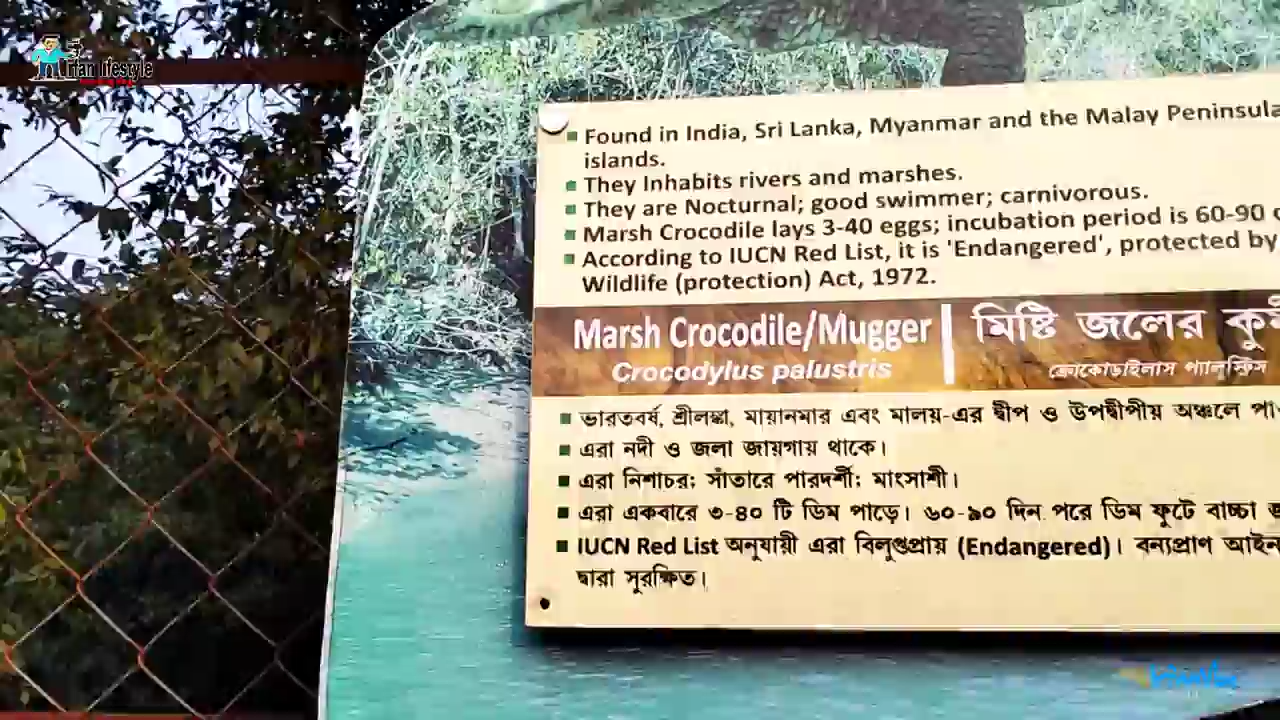 lifestyle
Found in India, Sri Lanka, Myanmar and the Malay Peninsula
islands.
They Inhabits rivers and marshes.
They are Nocturnal; good swimmer; carnivorous.
Marsh Crocodile lays 3-40 eggs; incubation period is 60-90
According to IUCN Red List, it is 'Endangered', protected by
Wildlife (protection) Act, 1972.
Marsh Crocodile/Mugger | মিষ্টি জলের
Crocodylus palustris ক্রোকোডাইলাস প্যালুস্ট্রিস
ভারতবর্ষ, শ্রীলঙ্কা, মায়ানমার এবং মালয়-এর দ্বীপ ও উপদ্বীপীয় অঞ্চলে
এরা নদী ও জলা জায়গায় থাকে।
এরা নিশাচর; সাঁতারে পারদর্শী; মাংসাশী।
এরা একবারে ৩-৪০ টি ডিম পাড়ে। ৬০-৯০ দিন পরে ডিম ফুটে বাচ্চা
IUCN Red List অনুযায়ী এরা বিলুপ্তপ্রায় (Endangered)। বন্যপ্রাণ আইন
দ্বারা সুরক্ষিত।